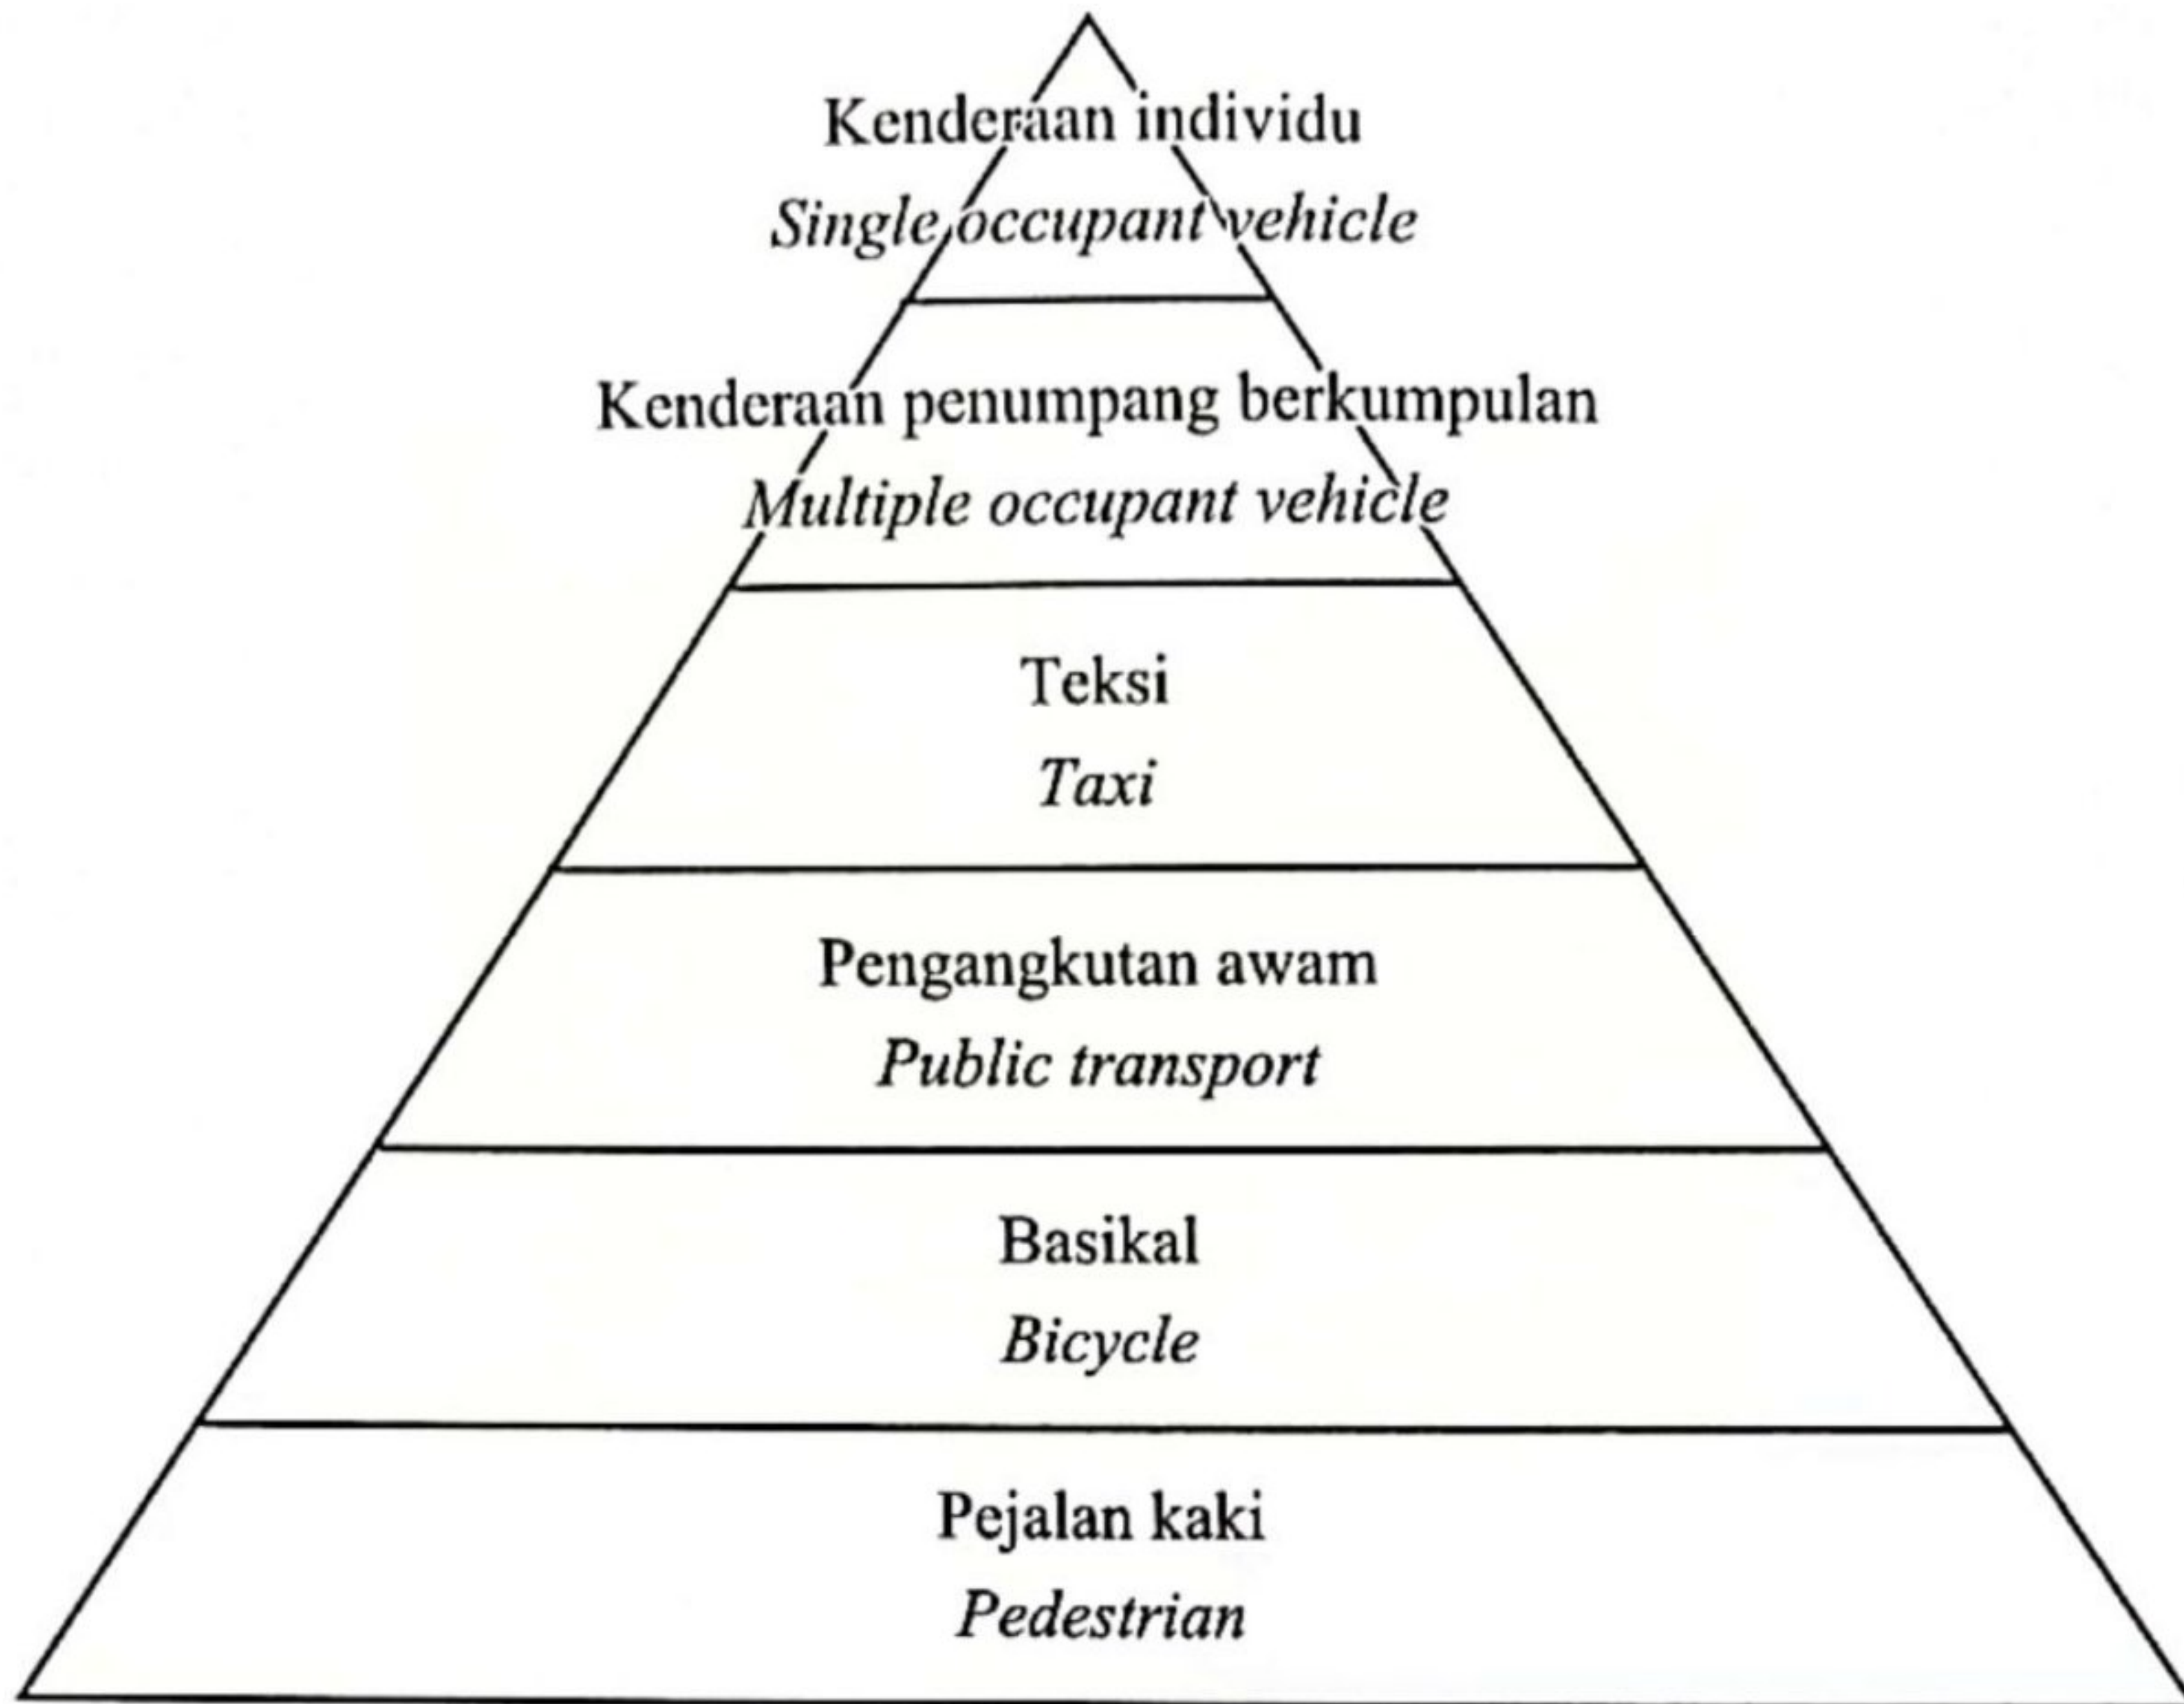 Kenderaan individu
Single occupant vehicle
Kenderaan penumpang berkumpulan
Multiple occupant vehicle
Teksi
Taxi
Pengangkutan awam
Public transport
Basikal
Bicycle
Pejalan kaki
Pedestrian